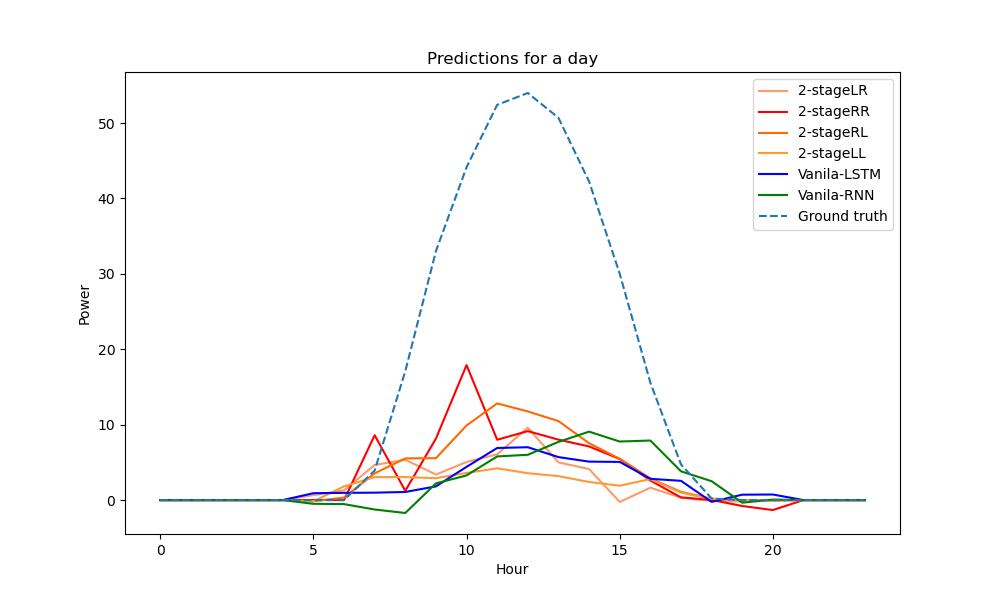 Predictions for a day
2-stageLR
2-stageRR
2-stageRL
2-stageLL
Vanila-LSTM
Vanila-RNN
Ground truth
Power
50
40
30
20
10
0
0 5 10 15 20
Hour